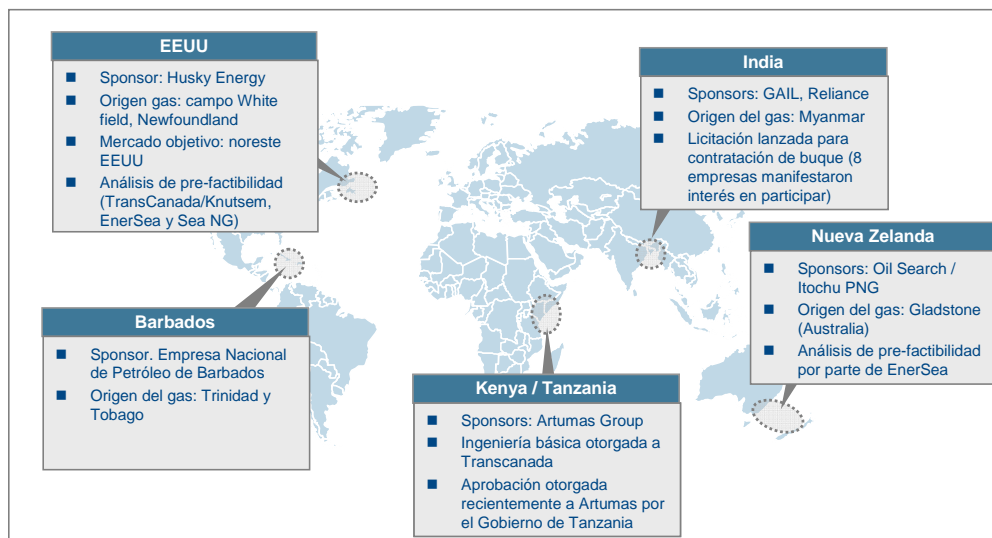 EEUU
■ Sponsor: Husky Energy
■ Origen gas: campo White
field, Newfoundland
■ Mercado objetivo: noreste
EEUU
■ Análisis de pre-factibilidad
(TransCanada/Knutsem,
EnerSea y Sea NG)
India
■ Sponsors: GAIL, Reliance
■ Origen del gas: Myanmar
■ Licitación lanzada para
contratación de buque (8
empresas manifestaron
interés en participar)
Nueva Zelanda
■ Sponsors: Oil Search /
Itochu PNG
■ Origen del gas: Gladstone
(Australia)
■ Análisis de pre-factibilidad
por parte de EnerSea
Barbados
■ Sponsor. Empresa Nacional
de Petróleo de Barbados
■ Origen del gas: Trinidad y
Tobago
Kenya / Tanzania
■ Sponsors: Artumas Group
■ Ingeniería básica otorgada a
Transcanada
■ Aprobación otorgada
recientemente a Artumas por
el Gobierno de Tanzania